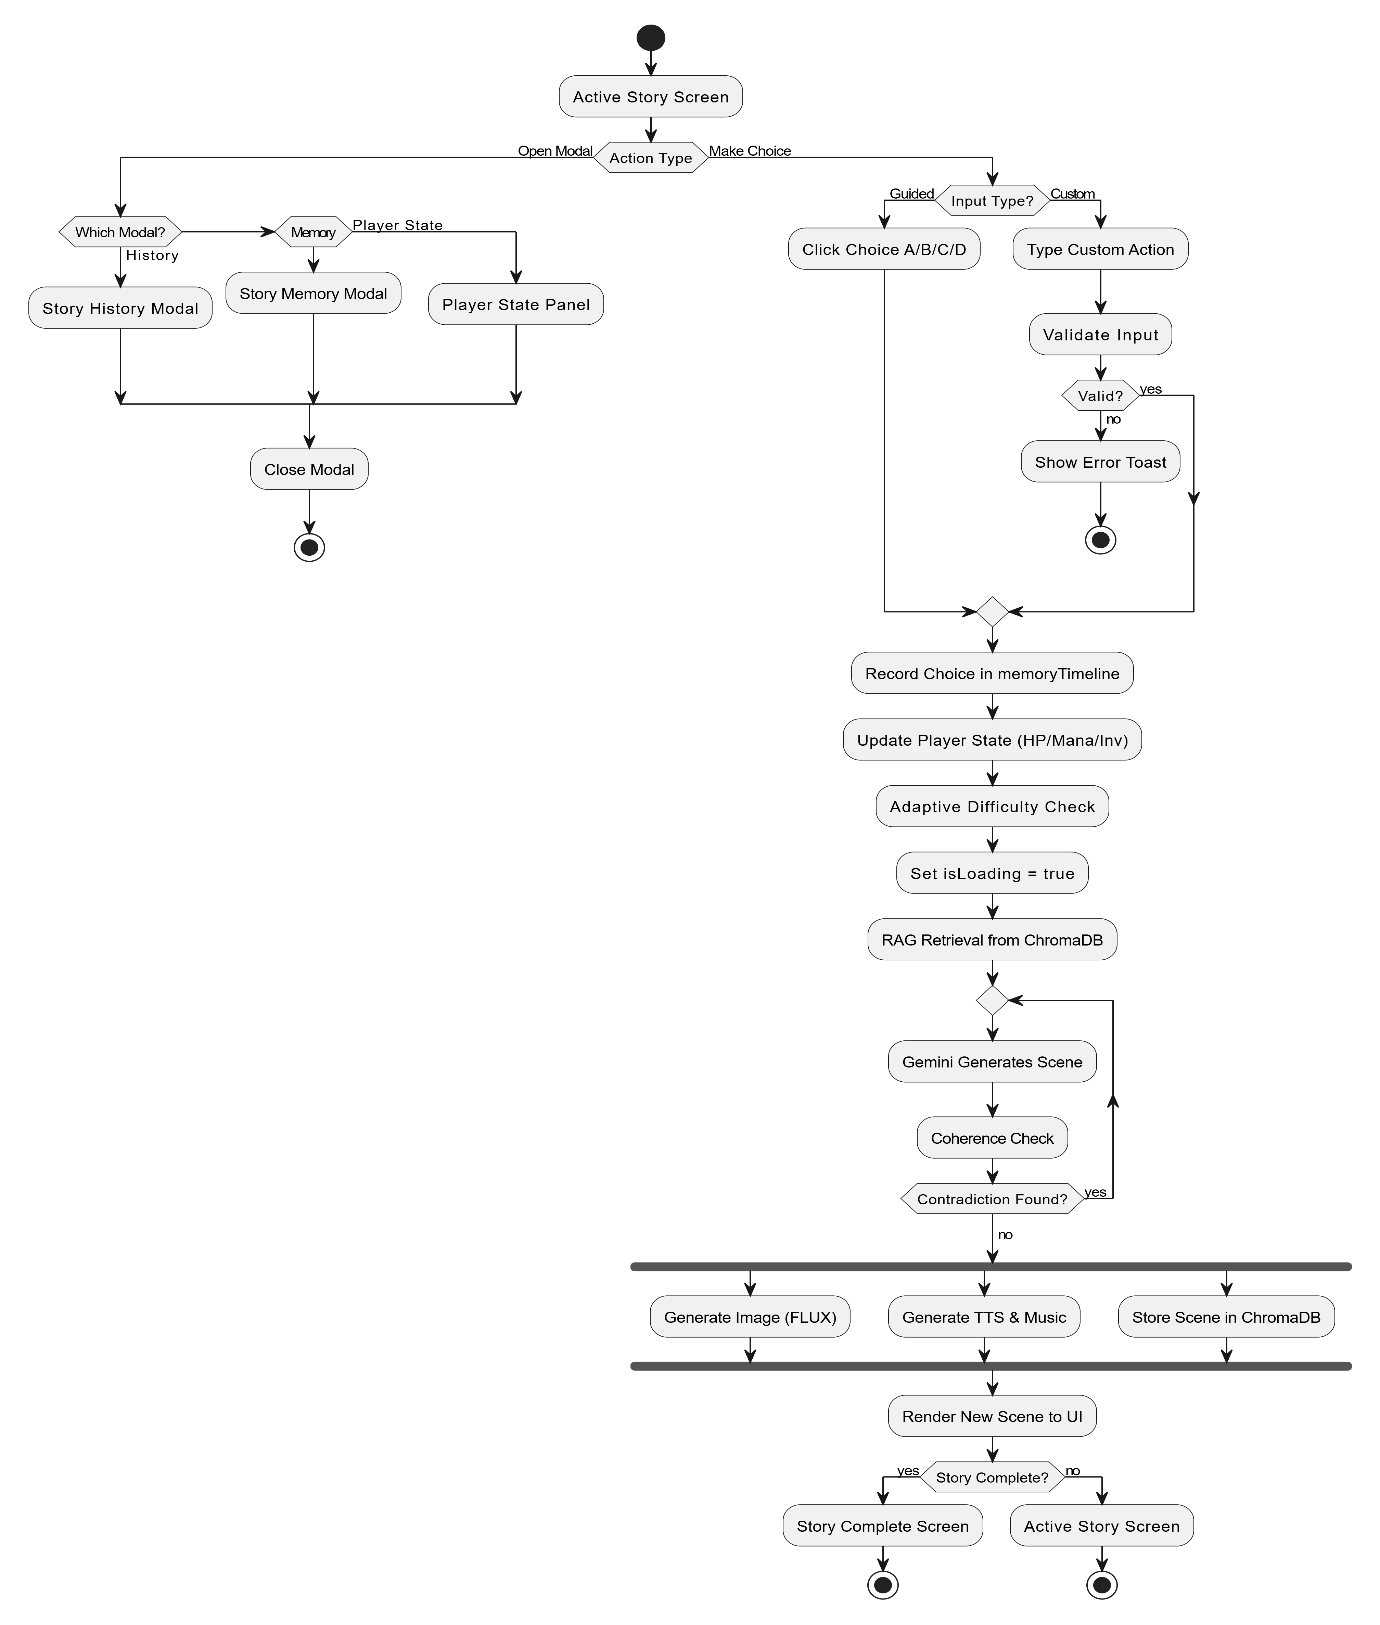 Active Story Screen
Open Modal
Action Type
Make Choice
Which Modal?
History
Memory
Player State
Story History Modal
Story Memory Modal
Player State Panel
Close Modal
Guided
Input Type?
Custom
Click Choice A/B/C/D
Type Custom Action
Validate Input
Valid?
yes
no
Show Error Toast
Record Choice in memoryTimeline
Update Player State (HP/Mana/Inv)
Adaptive Difficulty Check
Set isLoading = true
RAG Retrieval from ChromaDB
Gemini Generates Scene
Coherence Check
Contradiction Found?
yes
no
Generate Image (FLUX)
Generate TTS & Music
Store Scene in ChromaDB
Render New Scene to UI
yes
Story Complete?
no
Story Complete Screen
Active Story Screen